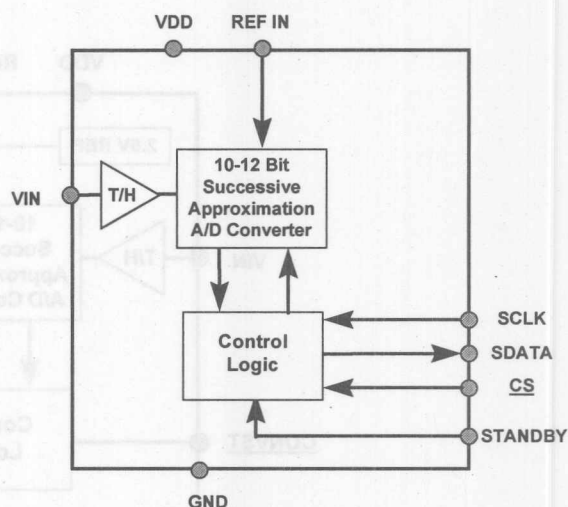 VDD
REF IN
10-12 Bit
Successive
Approximation
A/D Converter
VIN
T/H
SCLK
Control
Logic
SDATA
CS
STANDBY
GND